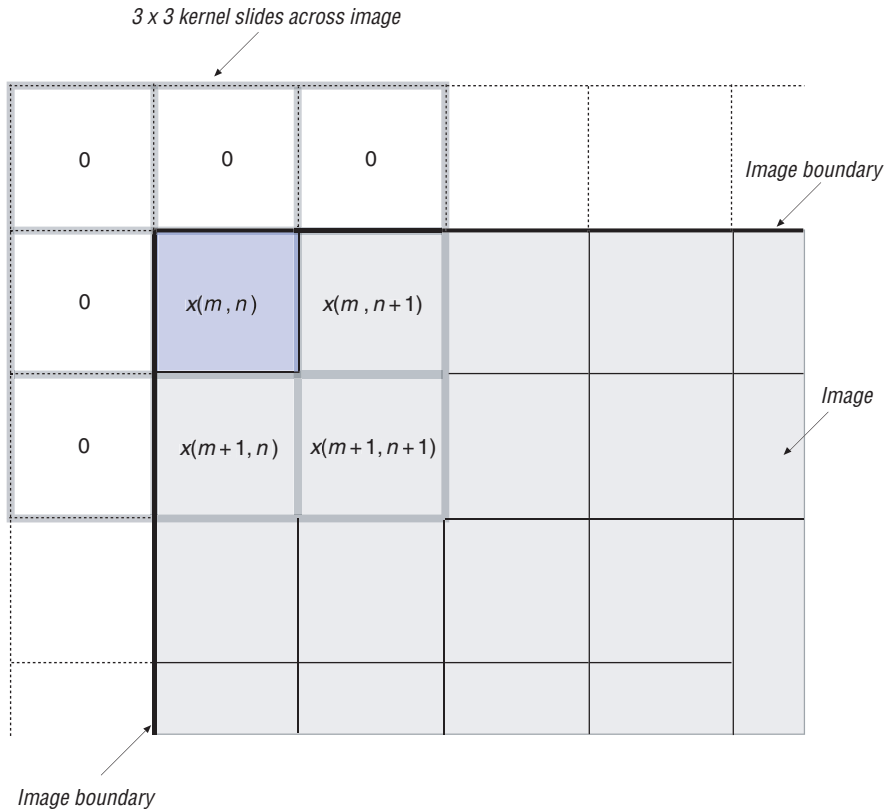 3 x 3 kernel slides across image
0 0 0
Image boundary
0 x(m, n) x(m, n+1)
Image
0 x(m+1, n) x(m+1, n+1)
Image boundary